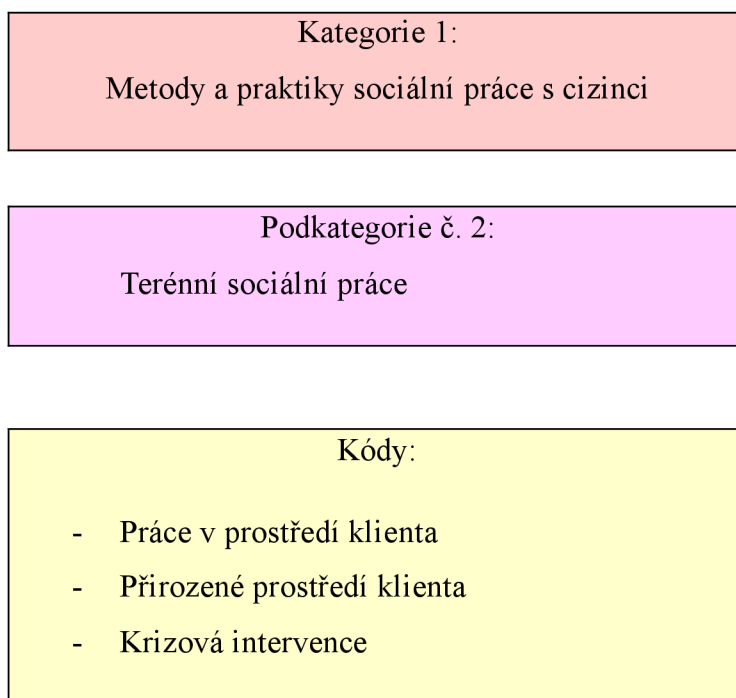 Kategorie 1:
Metody a praktiky sociální práce s cizinci
Podkategorie č. 2:
Terénní sociální práce
Kódy:
- Práce v prostředí klienta
- Přirozené prostředí klienta
- Krizová intervence